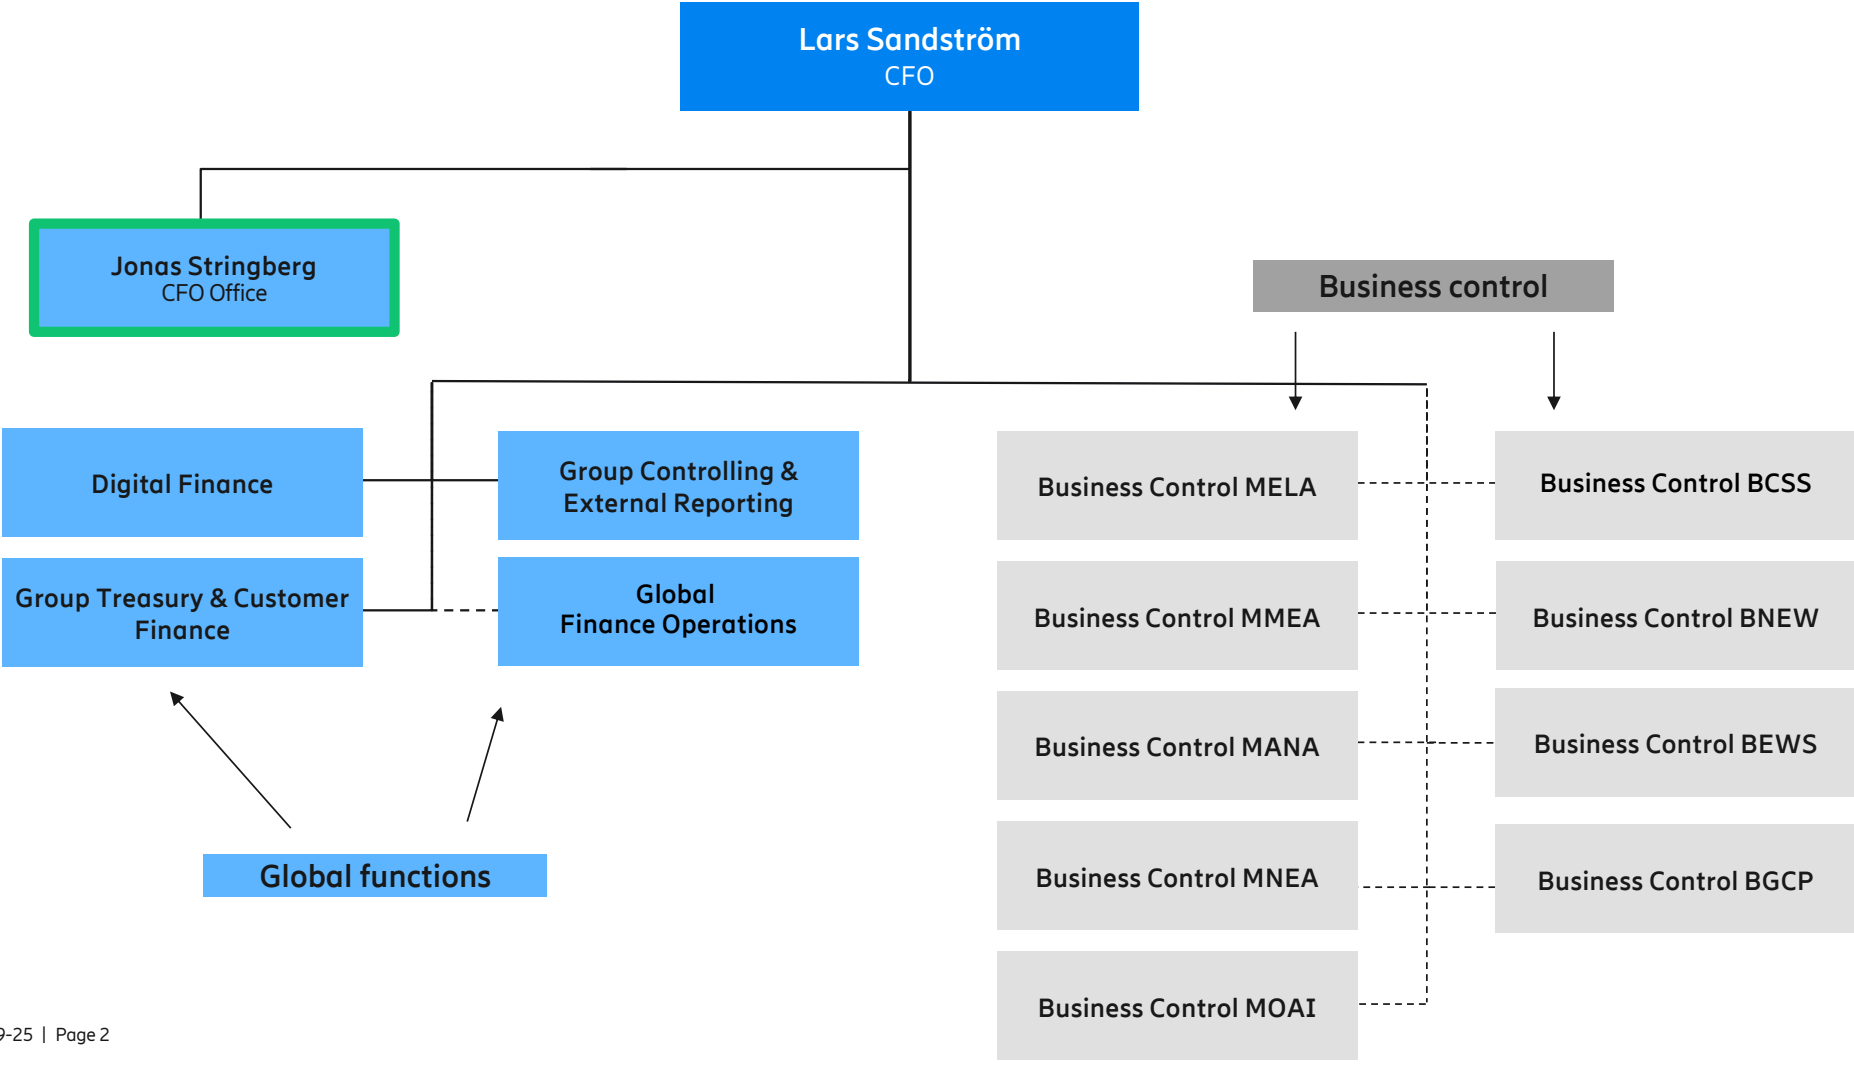 Lars Sandström
CFO
Jonas Stringberg
CFO Office
Business control
Digital Finance
Group Controlling &
External Reporting
Group Treasury & Customer
Finance
Global
Finance Operations
Global functions
Business Control MELA
Business Control BCSS
Business Control MMEA
Business Control BNEW
Business Control MANA
Business Control BEWS
Business Control MNEA
Business Control BGCP
Business Control MOAI
9-25 | Page 2